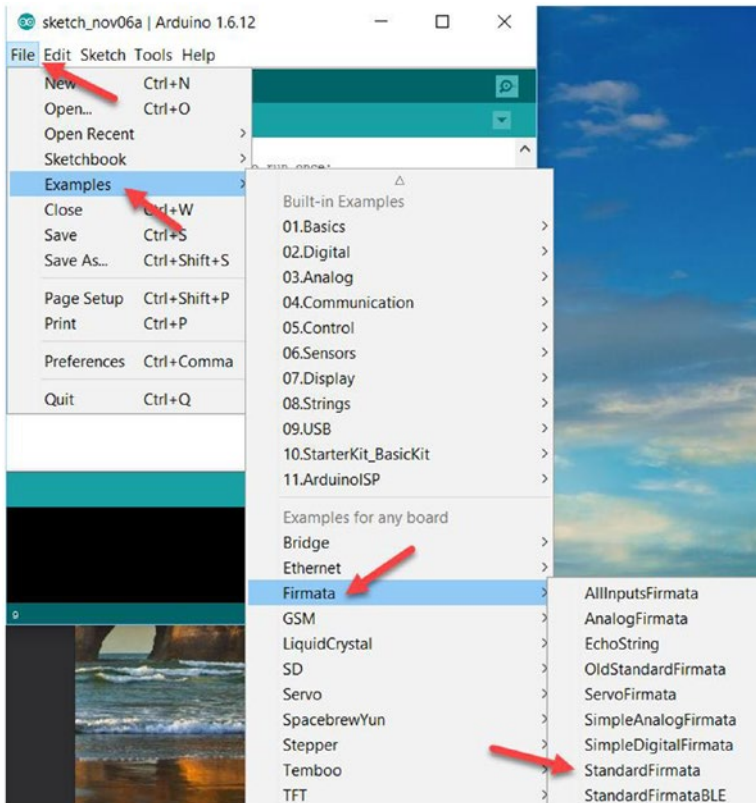 sketch_nov06a | Arduino 1.6.12
File Edit Sketch Tools Help
New Ctrl+N
Open... Ctrl+O
Open Recent
Sketchbook
Examples
Close Ctrl+W
Save Ctrl+S
Save As... Ctrl+Shift+S
Page Setup Ctrl+Shift+P
Print Ctrl+P
Preferences Ctrl+Comma
Quit Ctrl+Q
run once:
9
Built-in Examples
01.Basics
02.Digital
03.Analog
04.Communication
05.Control
06.Sensors
07.Display
08.Strings
09.USB
10.StarterKit_BasicKit
11.ArduinoISP
Examples for any board
Bridge
Ethernet
Firmata
GSM
LiquidCrystal
SD
Servo
SpacebrewYun
Stepper
Temboo
TFT
AllInputsFirmata
AnalogFirmata
EchoString
OldStandardFirmata
ServoFirmata
SimpleAnalogFirmata
SimpleDigitalFirmata
StandardFirmata
StandardFirmataBLE